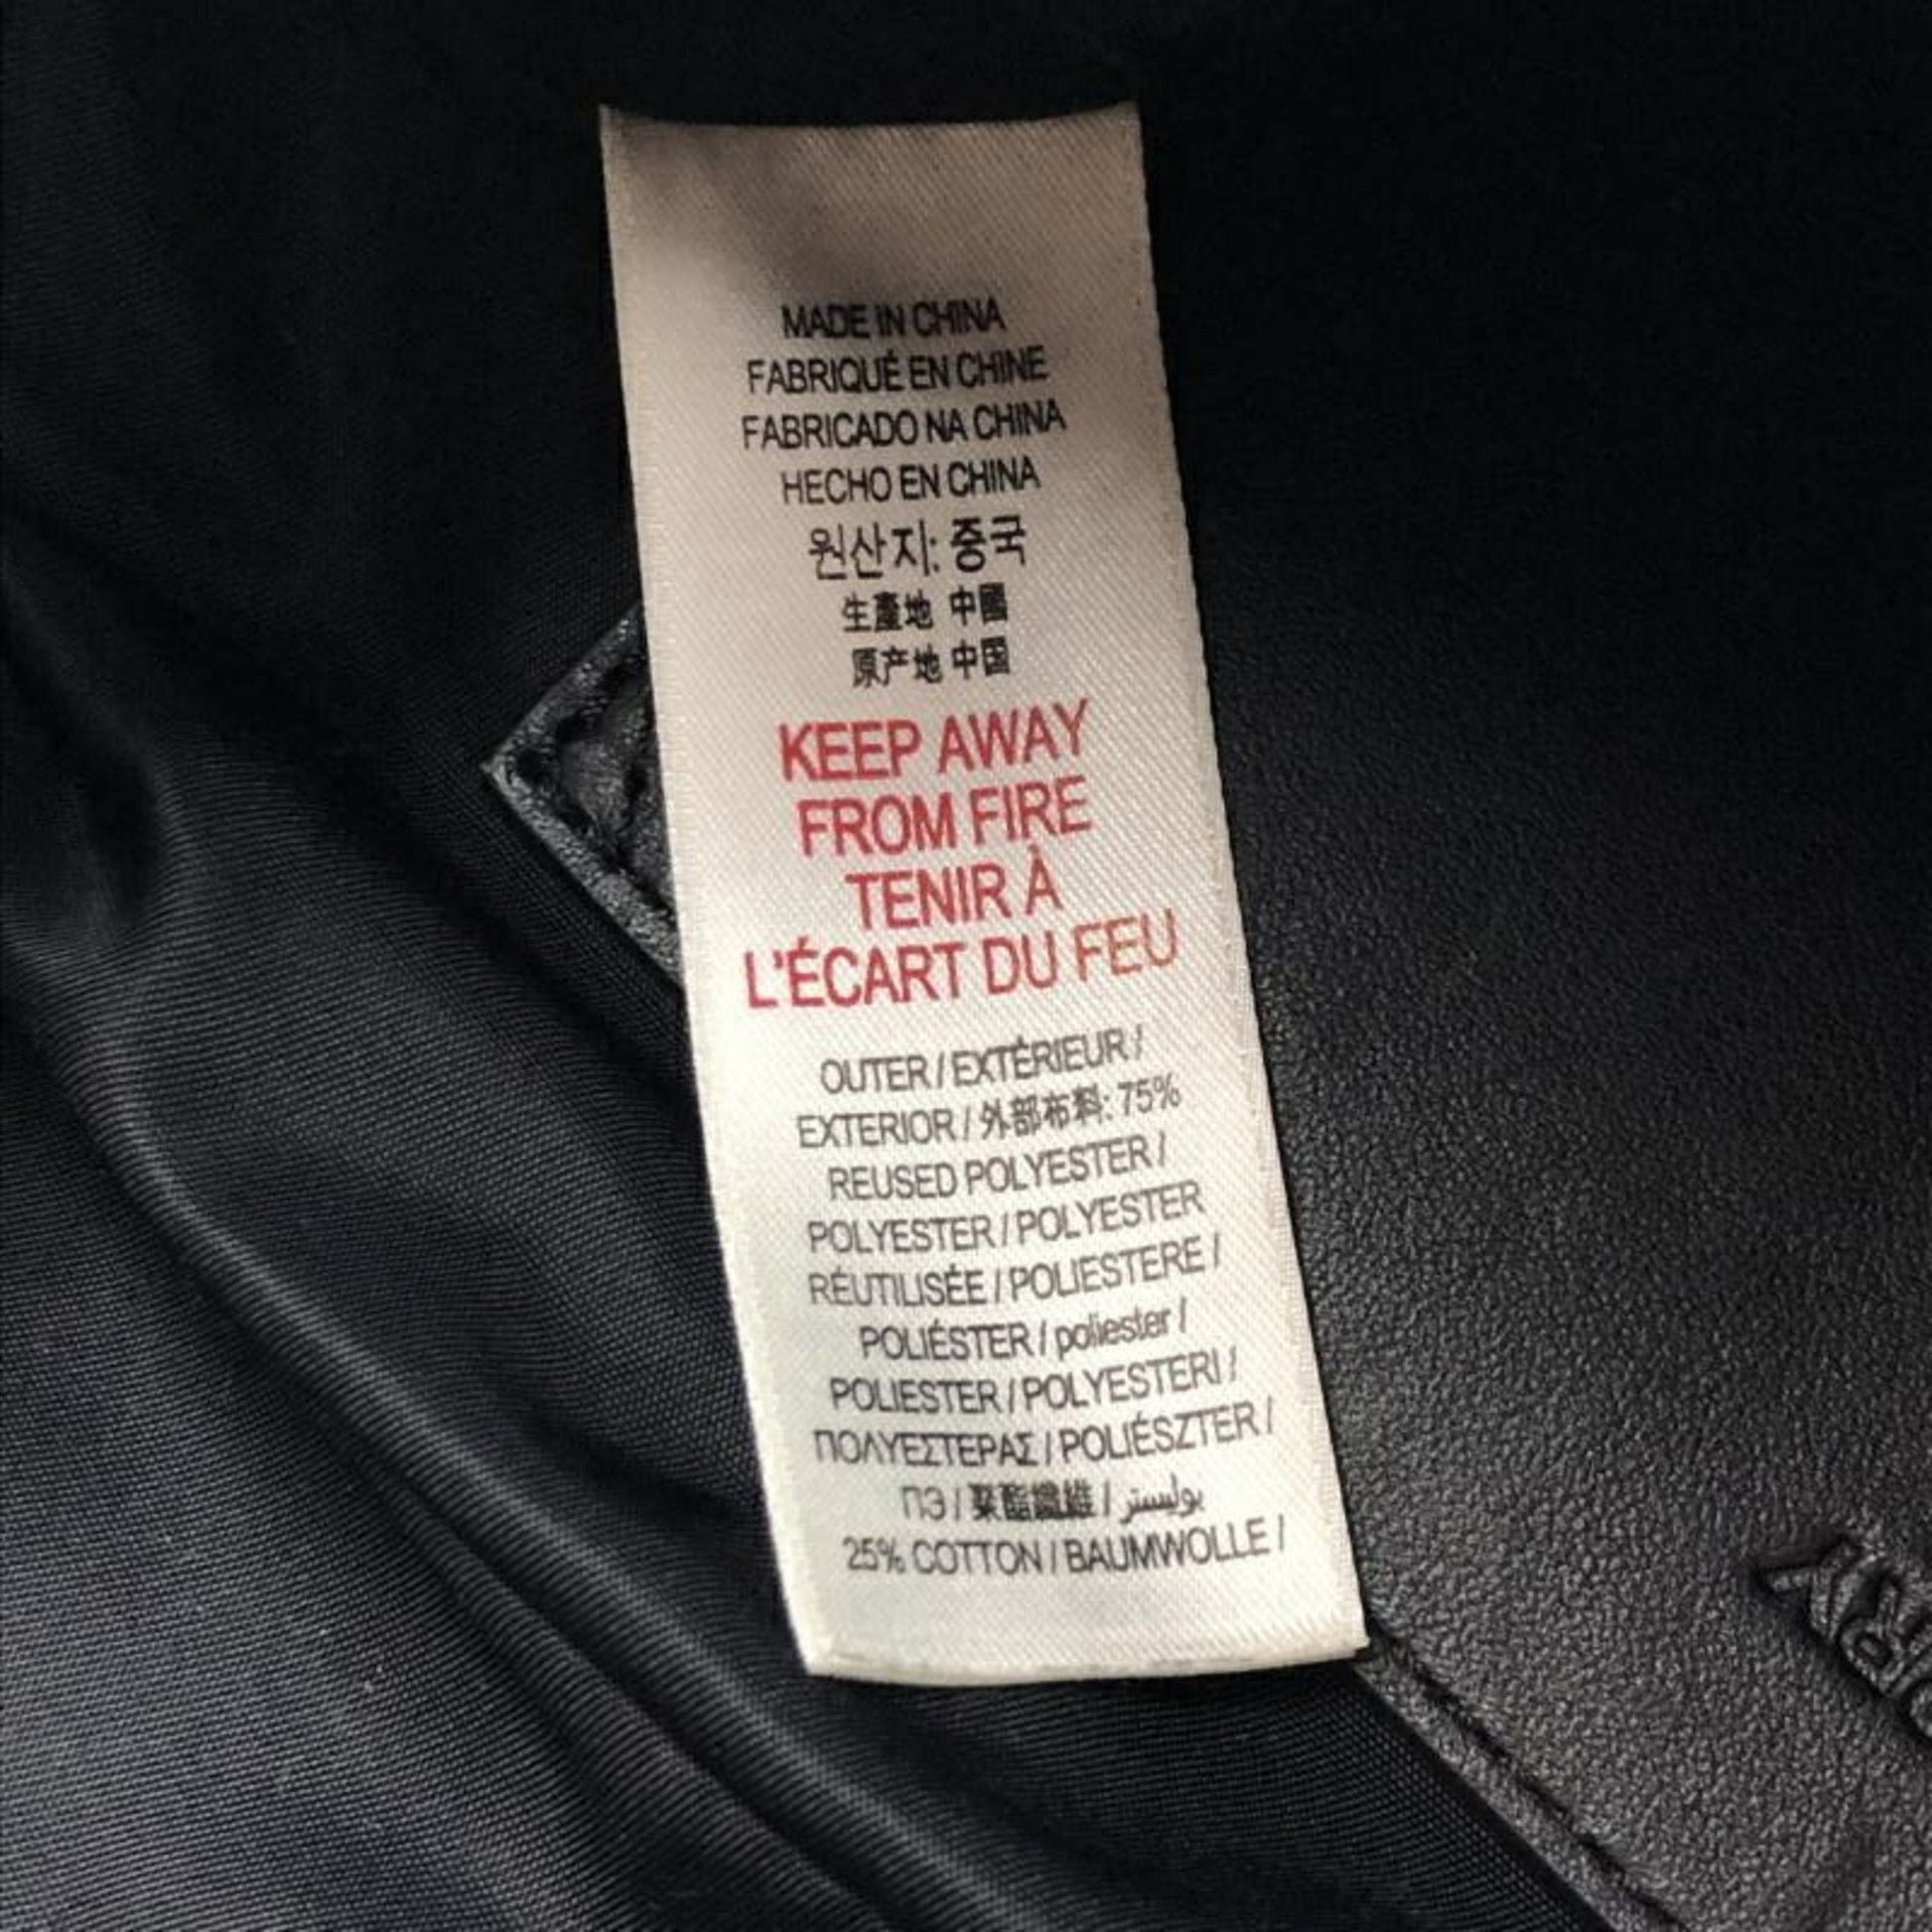 MADE IN CHINA
FABRIQUÉ EN CHINE
FABRICADO NA CHINA
HECHO EN CHINA
원산지: 중국
生產地 中國
原产地 中国
KEEP AWAY
FROM FIRE
TENIR À
L'ÉCART DU FEU
OUTER / EXTÉRIEUR /
EXTERIOR / 外部布料: 75%
REUSED POLYESTER /
POLYESTER / POLYESTER
RÉUTILISÉE / POLIESTERE /
POLIÉSTER / poliester /
POLIESTER / POLYESTERI /
ΠΟΛΥΕΣΤΕΡΑΣ / POLIÉSZTER /
ПЭ / 聚酯纖維 / بوليستر
25% COTTON / BAUMWOLLE /